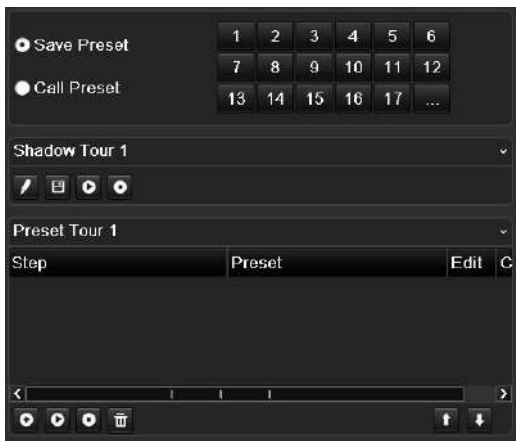 Save Preset
Call Preset
1 2 3 4 5 6
7 8 9 10 11 12
13 14 15 16 17 ...
Shadow Tour 1
Preset Tour 1
Step Preset Edit C